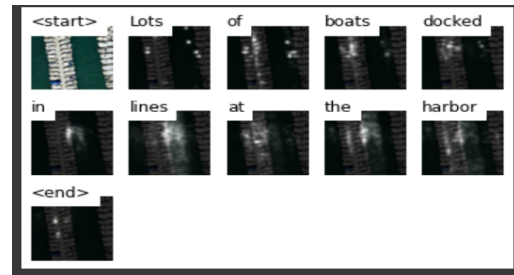 <start> Lots of boats docked
in lines at the harbor
<end>